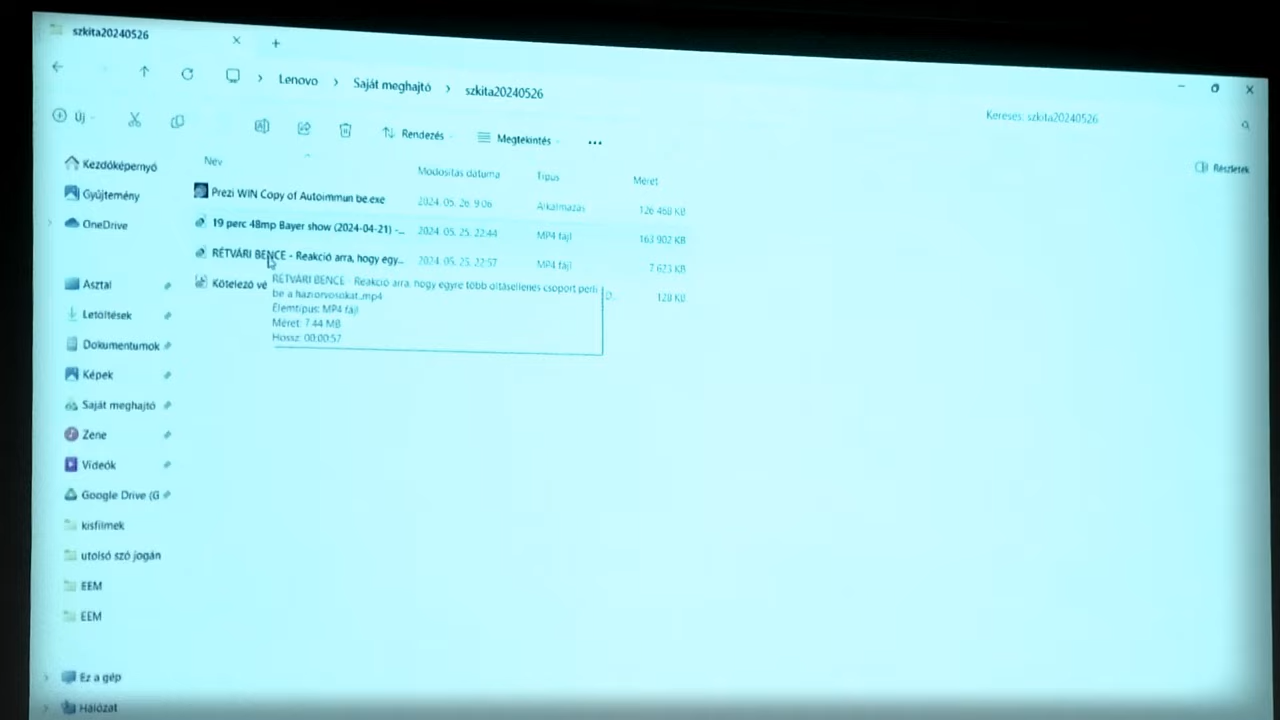 szkita20240526
Lenovo
Saját meghajtó
szkita20240526
Keresés: szkita20240526
Új
Rendezés
Megtekintés
Részletek
Név
Módosítás dátuma
Típus
Méret
Prezi WIN Copy of Autoimmun be.exe
2024. 05. 26. 9:06
Alkalmazás
126 460 KB
19 perc 48mp Bayer show (2024-04-21) -...
2024. 05. 25. 22:44
MP4 fájl
163 902 KB
RÉTVÁRI BENCE - Reakció arra, hogy egy...
2024. 05. 25. 22:57
MP4 fájl
7 623 KB
Kötelező vé
128 KB
RÉTVÁRI BENCE - Reakció arra, hogy egyre több oltásellenes csoport perli
be a háziorvosokat.mp4
Elemtípus: MP4 fájl
Méret: 7,44 MB
Hossz: 00:00:57
Kezdőképernyő
Gyűjtemény
OneDrive
Asztal
Letöltések
Dokumentumok
Képek
Saját meghajtó
Zene
Videók
Google Drive (G
kisfilmek
utolsó szó jogán
EEM
EEM
Ez a gép
Hálózat